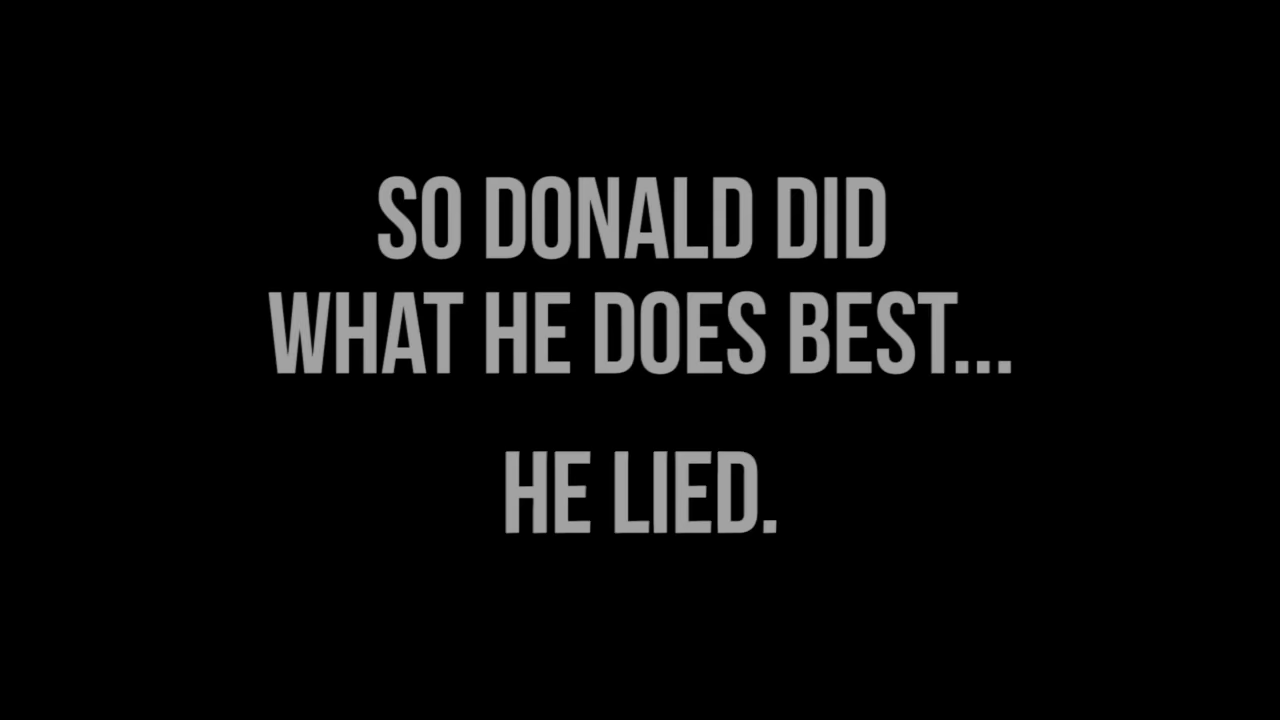 SO DONALD DID
WHAT HE DOES BEST...
HE LIED.